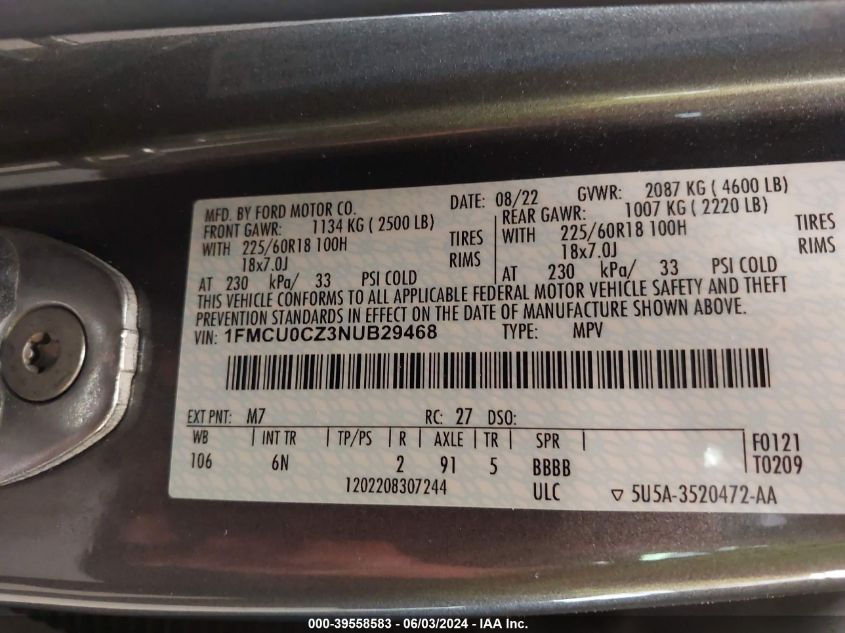 MFD. BY FORD MOTOR CO.
DATE: 08/22 GVWR: 2087 KG ( 4600 LB)
FRONT GAWR: 1134 KG ( 2500 LB)
REAR GAWR: 1007 KG ( 2220 LB)
WITH 225/60R18 100H TIRES
WITH 225/60R18 100H TIRES
18x7.0J RIMS
18x7.0J RIMS
AT 230 kPa/ 33 PSI COLD
AT 230 kPa/ 33 PSI COLD
THIS VEHICLE CONFORMS TO ALL APPLICABLE FEDERAL MOTOR VEHICLE SAFETY AND THEFT
PREVENTION STANDARDS IN EFFECT ON THE DATE OF MANUFACTURE SHOWN ABOVE.
VIN: 1FMCU0CZ3NUB29468 TYPE: MPV
EXT PNT: M7 RC: 27 DSO:
WB INT TR TP/PS R AXLE TR SPR F0121
106 6N 2 91 5 BBBB T0209
1202208307244 ULC ▽ 5U5A-3520472-AA
000-39558583 - 06/03/2024 - IAA Inc.